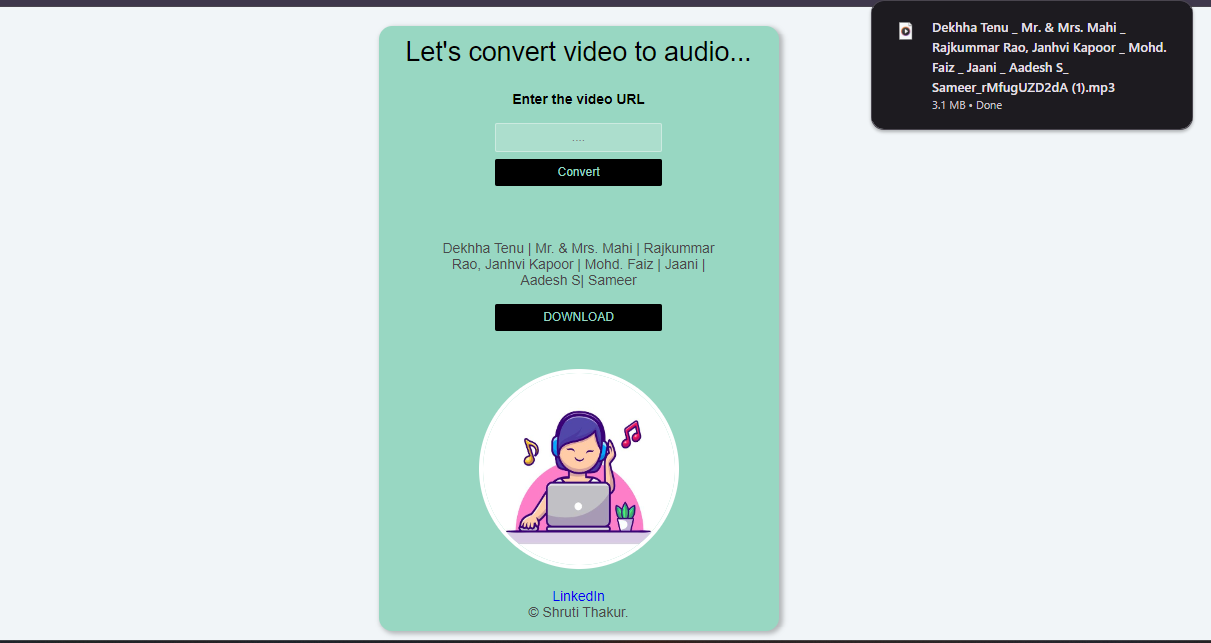 Let's convert video to audio...
Enter the video URL
....
Convert
Dekhha Tenu | Mr. & Mrs. Mahi | Rajkummar
Rao, Janhvi Kapoor | Mohd. Faiz | Jaani |
Aadesh S| Sameer
DOWNLOAD
LinkedIn
© Shruti Thakur.
Dekhha Tenu _ Mr. & Mrs. Mahi _
Rajkummar Rao, Janhvi Kapoor _ Mohd.
Faiz _ Jaani _ Aadesh S_
Sameer_rMfugUZD2dA (1).mp3
3.1 MB • Done